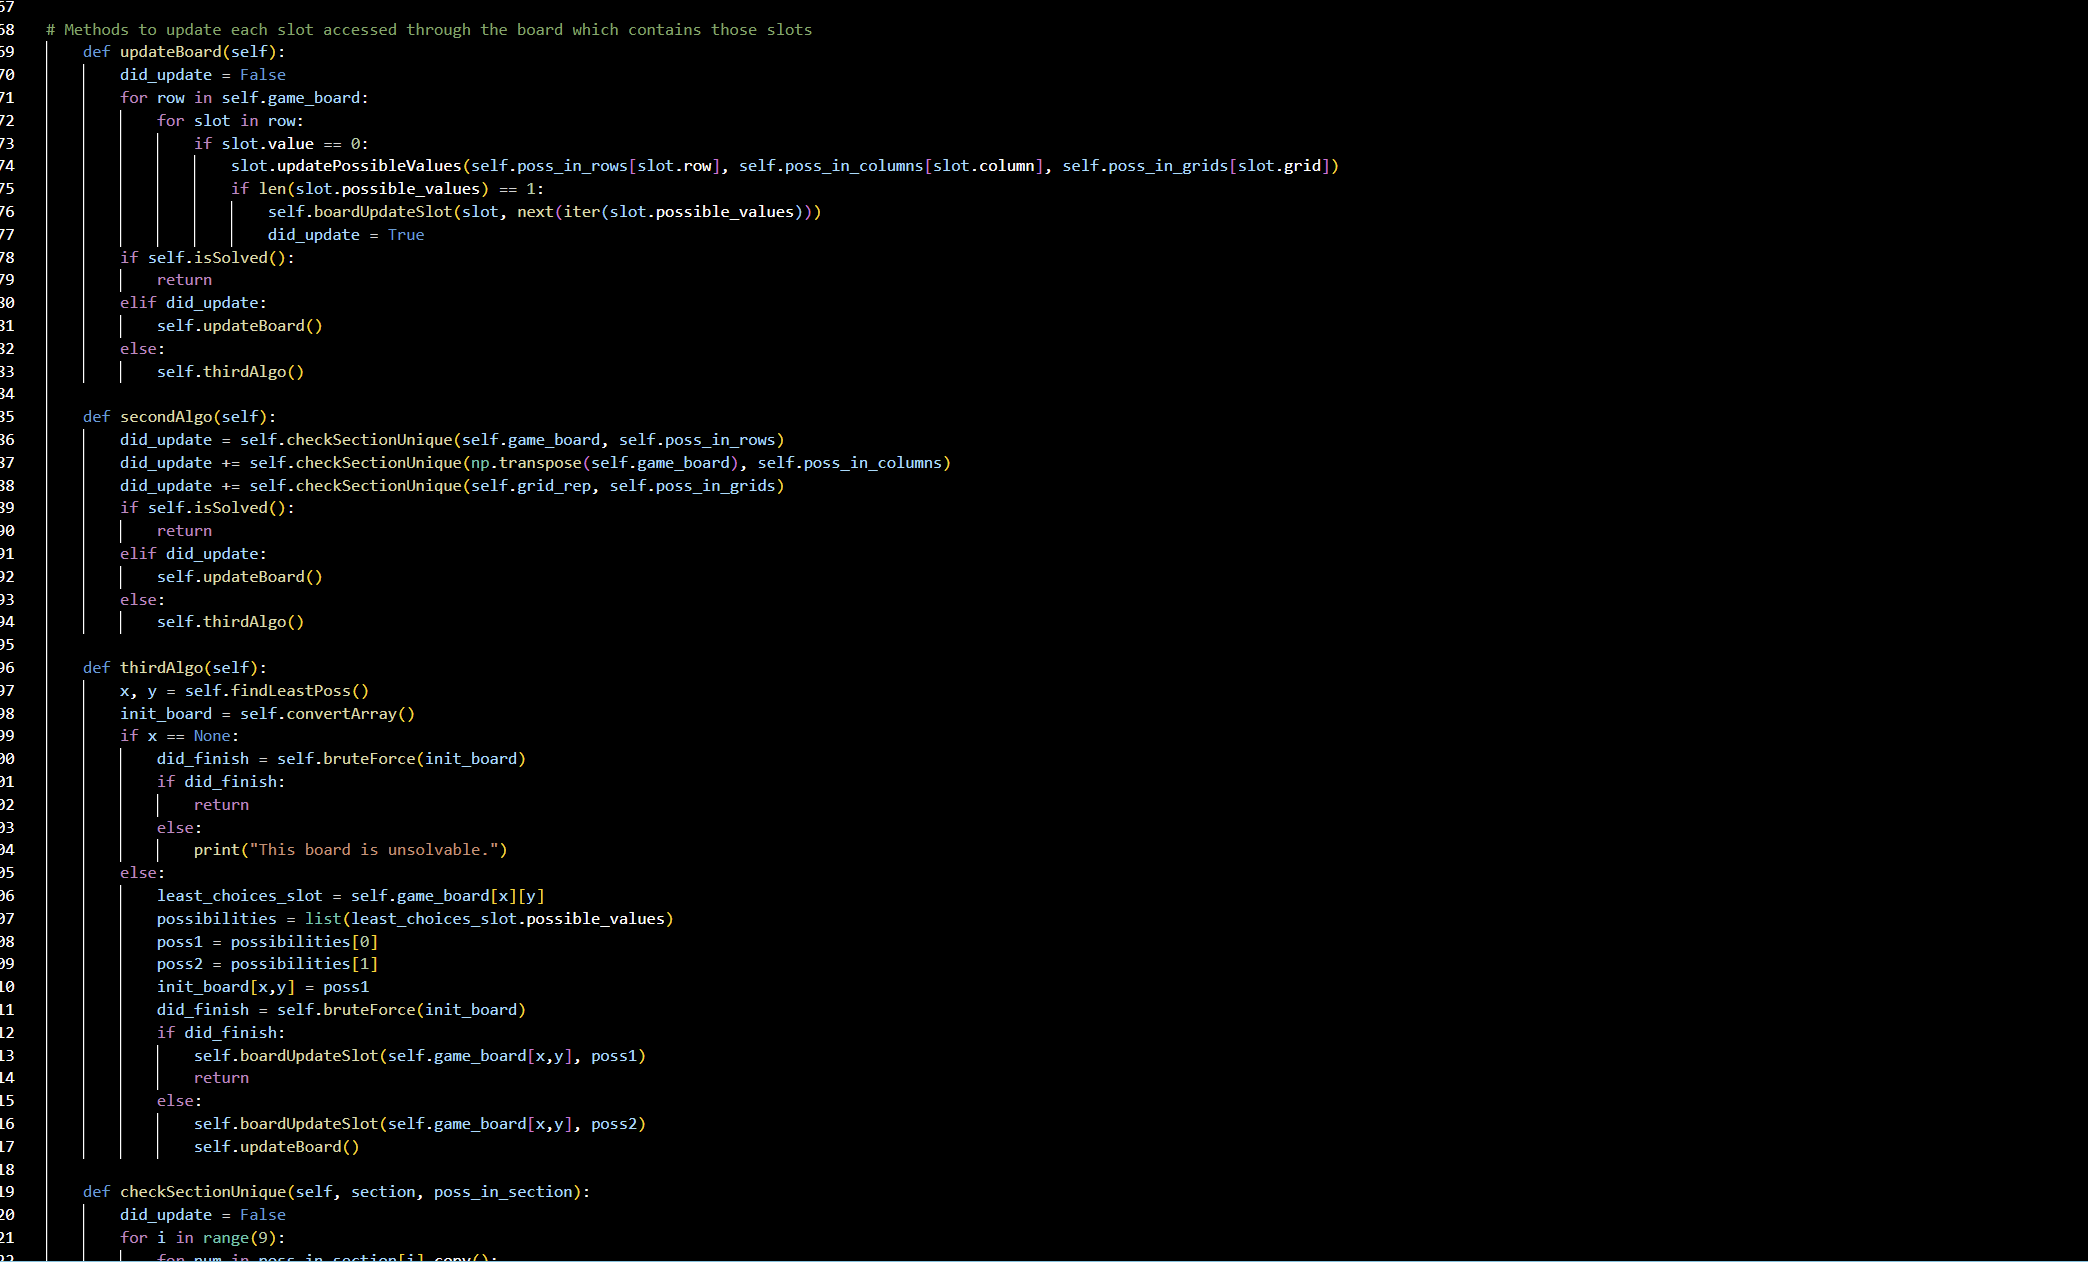 67
68 # Methods to update each slot accessed through the board which contains those slots
69     def updateBoard(self):
70         did_update = False
71         for row in self.game_board:
72             for slot in row:
73                 if slot.value == 0:
74                     slot.updatePossibleValues(self.poss_in_rows[slot.row], self.poss_in_columns[slot.column], self.poss_in_grids[slot.grid])
75                     if len(slot.possible_values) == 1:
76                         self.boardUpdateSlot(slot, next(iter(slot.possible_values)))
77                         did_update = True
78         if self.isSolved():
79             return
80         elif did_update:
81             self.updateBoard()
82         else:
83             self.thirdAlgo()
84
85     def secondAlgo(self):
86         did_update = self.checkSectionUnique(self.game_board, self.poss_in_rows)
87         did_update += self.checkSectionUnique(np.transpose(self.game_board), self.poss_in_columns)
88         did_update += self.checkSectionUnique(self.grid_rep, self.poss_in_grids)
89         if self.isSolved():
90             return
91         elif did_update:
92             self.updateBoard()
93         else:
94             self.thirdAlgo()
95
96     def thirdAlgo(self):
97         x, y = self.findLeastPoss()
98         init_board = self.convertArray()
99         if x == None:
00             did_finish = self.bruteForce(init_board)
01             if did_finish:
02                 return
03             else:
04                 print("This board is unsolvable.")
05         else:
06             least_choices_slot = self.game_board[x][y]
07             possibilities = list(least_choices_slot.possible_values)
08             poss1 = possibilities[0]
09             poss2 = possibilities[1]
10             init_board[x,y] = poss1
11             did_finish = self.bruteForce(init_board)
12             if did_finish:
13                 self.boardUpdateSlot(self.game_board[x,y], poss1)
14                 return
15             else:
16                 self.boardUpdateSlot(self.game_board[x,y], poss2)
17                 self.updateBoard()
18
19     def checkSectionUnique(self, section, poss_in_section):
20         did_update = False
21         for i in range(9):
22             for num in poss_in_section[i].copy():